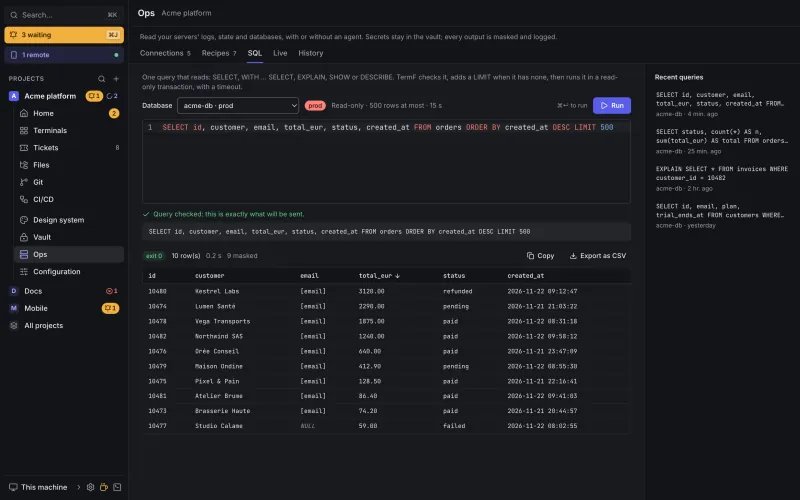 Search... ⌘K
3 waiting ⌘J
1 remote
PROJECTS
A Acme platform 1 2
Home 2
Terminals
Tickets 8
Files
Git
CI/CD
Design system
Vault
Ops
Configuration
D Docs 1
M Mobile 1
All projects
This machine
Ops Acme platform
Read your servers' logs, state and databases, with or without an agent. Secrets stay in the vault; every output is masked and logged.
Connections 5 Recipes 7 SQL Live History
One query that reads: SELECT, WITH ... SELECT, EXPLAIN, SHOW or DESCRIBE. TermF checks it, adds a LIMIT when it has none, then runs it in a read-
only transaction, with a timeout.
Database acme-db · prod prod Read-only · 500 rows at most · 15 s ⌘↵ to run Run
1 SELECT id, customer, email, total_eur, status, created_at FROM orders ORDER BY created_at DESC LIMIT 500
Query checked: this is exactly what will be sent.
SELECT id, customer, email, total_eur, status, created_at FROM orders ORDER BY created_at DESC LIMIT 500
exit 0 10 row(s) 0.2 s 9 masked Copy Export as CSV
id customer email total_eur ↓ status created_at
10480 Kestrel Labs [email] 3120.00 refunded 2026-11-22 09:12:47
10474 Lumen Santé [email] 2290.00 pending 2026-11-21 21:03:22
10478 Vega Transports [email] 1875.00 paid 2026-11-22 08:31:18
10482 Northwind SAS [email] 1240.00 paid 2026-11-22 09:58:12
10476 Orée Conseil [email] 640.00 paid 2026-11-21 23:47:09
10479 Maison Ondine [email] 412.90 pending 2026-11-22 08:55:30
10475 Pixel & Pain [email] 128.50 paid 2026-11-21 22:16:41
10481 Atelier Brume [email] 86.40 paid 2026-11-22 09:41:03
10473 Brasserie Haute [email] 74.20 paid 2026-11-21 20:44:57
10477 Studio Calame NULL 59.00 failed 2026-11-22 08:02:55
Recent queries
SELECT id, customer, email,
total_eur, status, created_at FROM...
acme-db · 4 min. ago
SELECT status, count(*) AS n,
sum(total_eur) AS total FROM orders...
acme-db · 25 min. ago
EXPLAIN SELECT * FROM invoices WHERE
customer_id = 10482
acme-db · 2 hr. ago
SELECT id, email, plan,
trial_ends_at FROM customers WHERE...
acme-db · yesterday